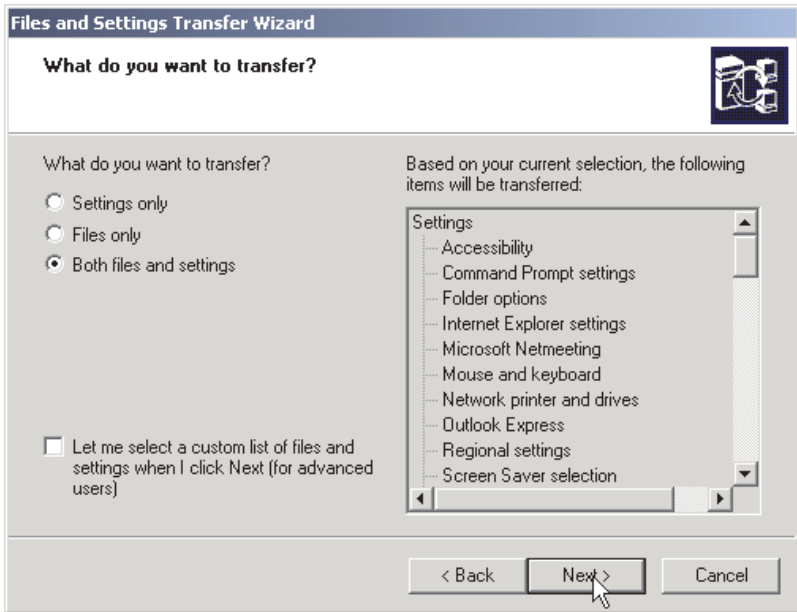 Files and Settings Transfer Wizard
What do you want to transfer?
What do you want to transfer?
Settings only
Files only
Both files and settings
Let me select a custom list of files and
settings when I click Next (for advanced
users)
Based on your current selection, the following
items will be transferred:
Settings
Accessibility
Command Prompt settings
Folder options
Internet Explorer settings
Microsoft Netmeeting
Mouse and keyboard
Network printer and drives
Outlook Express
Regional settings
Screen Saver selection
< Back
Next >
Cancel